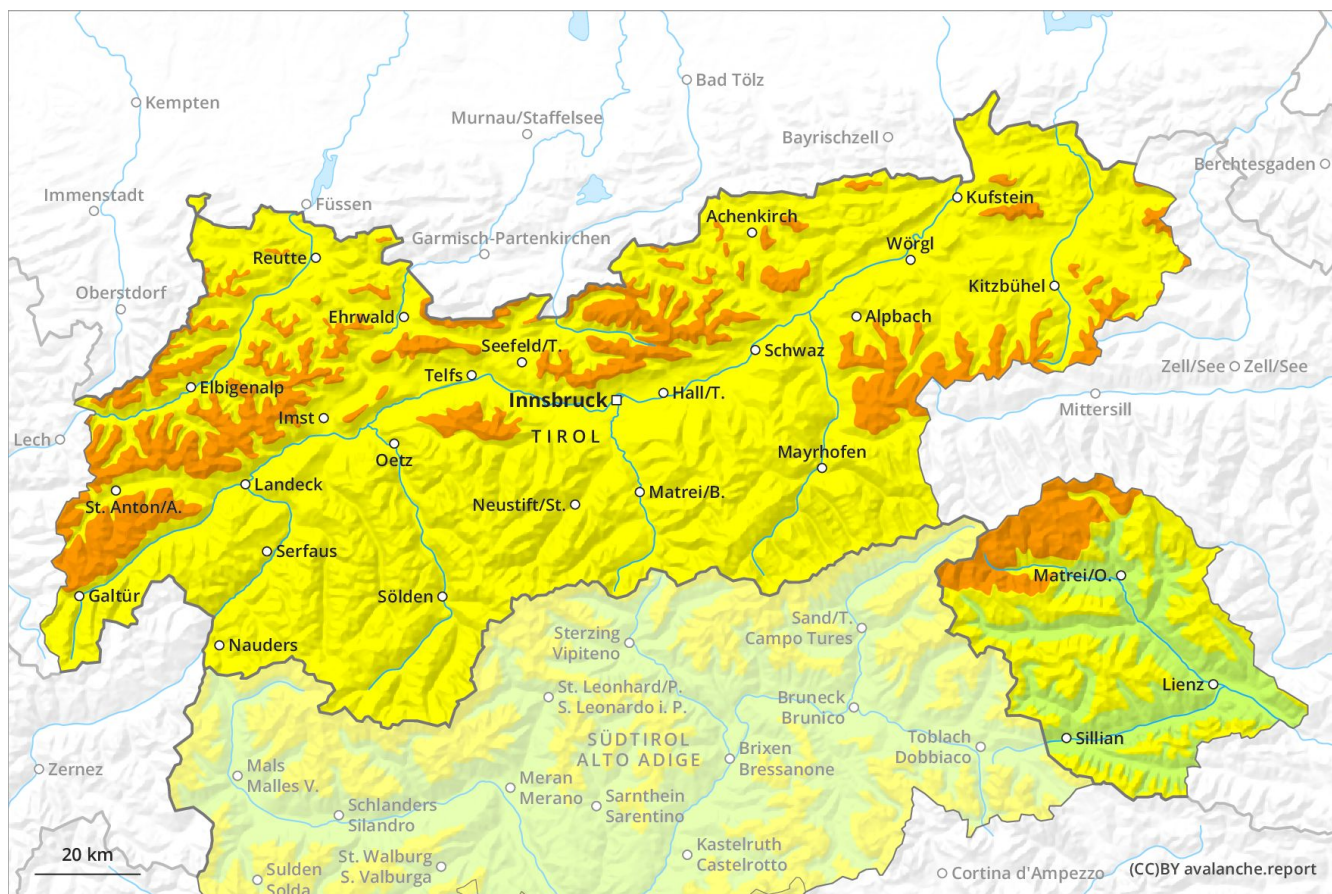 Bad Tölz
Kempten
Murnau/Staffelsee
Bayrischzell
Berchtesgaden
Immenstadt
Füssen
Kufstein
Achenkirch
Garmisch-Partenkirchen
Wörgl
Reutte
Kitzbühel
Oberstdorf
Ehrwald
Alpbach
Seefeld/T.
Schwaz
Telfs
Zell/See
Zell/See
Elbigenalp
Innsbruck
Hall/T.
Mittersill
Imst
Lech
TIROL
Oetz
Mayrhofen
Landeck
St. Anton/A.
Neustift/St.
Matrei/B.
Serfaus
Matrei/O.
Galtür
Sölden
Sand/T.
Campo Tures
Sterzing
Vipiteno
Nauders
Lienz
St. Leonhard/P.
S. Leonardo i. P.
Bruneck
Brunico
SÜDTIROL
ALTO ADIGE
Sillian
Toblach
Dobbiaco
Brixen
Bressanone
Zernez
Mals
Malles V.
Meran
Merano
Sarnthein
Sarentino
Schlanders
Silandro
Kastelruth
Castelrotto
20 km
St. Walburg
S. Valburga
Sulden
Solda
Cortina d'Ampezzo
(CC)BY avalanche.report